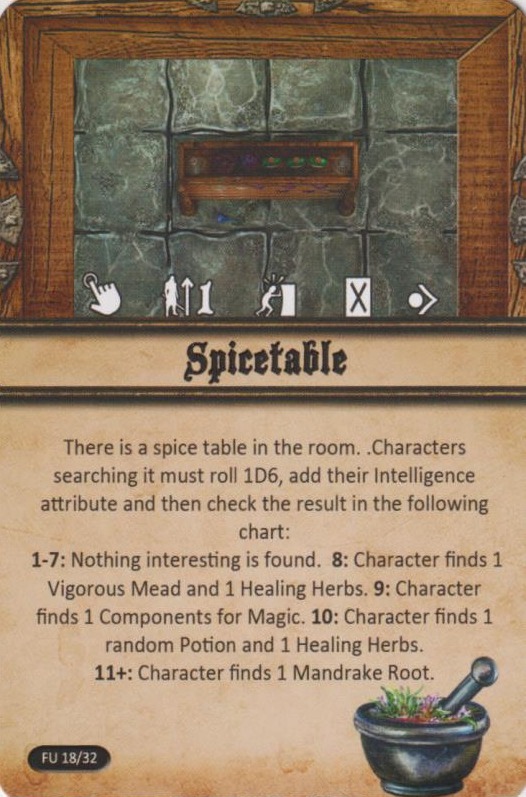 1
X
Spicetable
There is a spice table in the room. .Characters
searching it must roll 1D6, add their Intelligence
attribute and then check the result in the following
chart:
1-7: Nothing interesting is found. 8: Character finds 1
Vigorous Mead and 1 Healing Herbs. 9: Character
finds 1 Components for Magic. 10: Character finds 1
random Potion and 1 Healing Herbs.
11+: Character finds 1 Mandrake Root.
FU 18/32